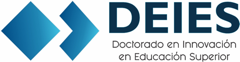 DEIES
Doctorado en Innovación
en Educación Superior